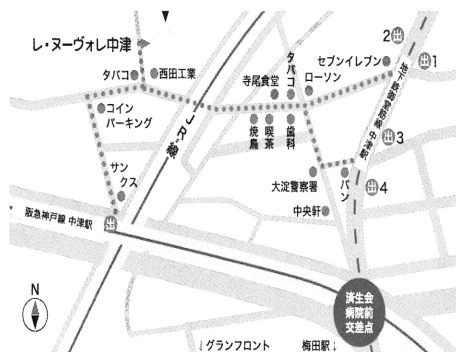 レ・ヌーヴォレ中津
タバコ
西田工業
コイン
パーキング
サン
クス
阪急神戸線 中津駅
出
JR線
寺尾食堂
タバコ
ローソン
セブンイレブン
焼鳥
喫茶
歯科
2出
出1
地下鉄御堂筋線 中津駅
出3
出4
大淀警察署
パン
中央軒
済生会
病院前
交差点
N
↓グランフロント
梅田駅↓